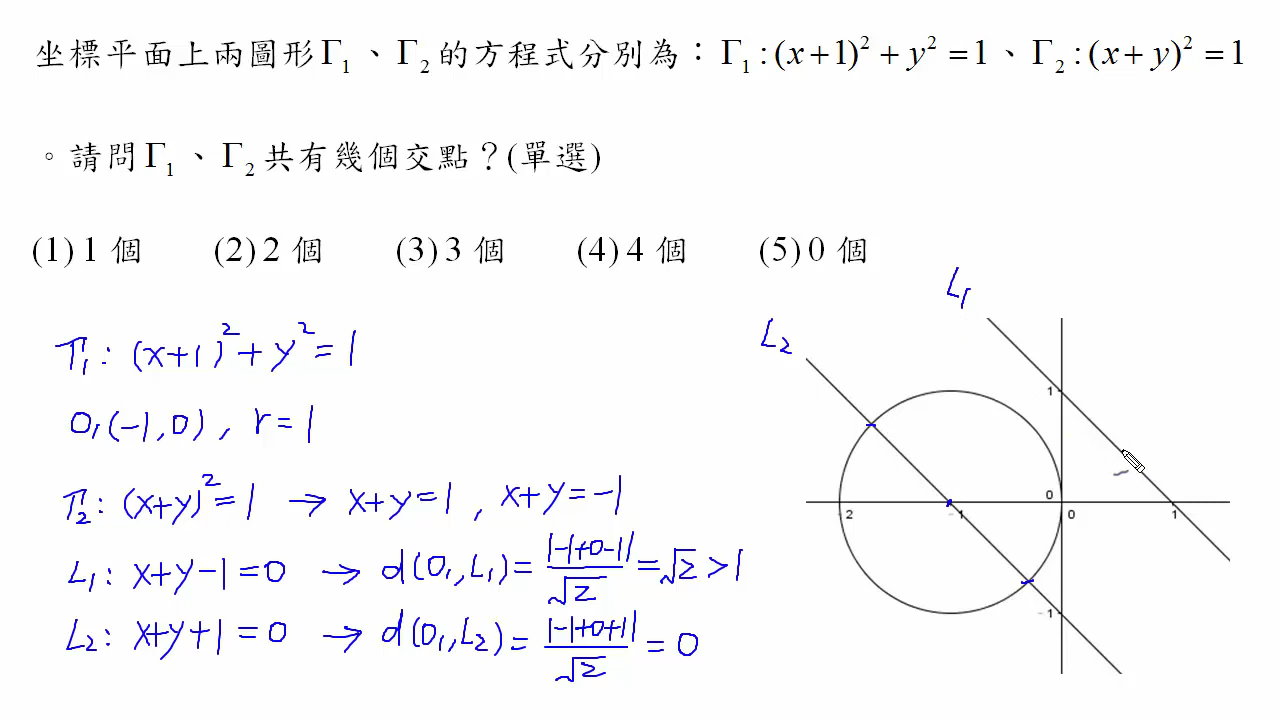 坐標平面上兩圖形Γ₁、Γ₂的方程式分別為：Γ₁:(x+1)²+y²=1、Γ₂:(x+y)²=1
。請問Γ₁、Γ₂共有幾個交點？(單選)
(1)1個 (2)2個 (3)3個 (4)4個 (5)0個
L₁
L₂
Γ₁: (x+1)²+y²=1
O₁(-1,0), r=1
Γ₂: (x+y)²=1 → x+y=1, x+y=-1
L₁: x+y-1=0 → d(O₁,L₁)=|-1+0-1|/√2=√2>1
L₂: x+y+1=0 → d(O₁,L₂)=|-1+0+1|/√2=0
1
0
-2 -1 0 1
-1